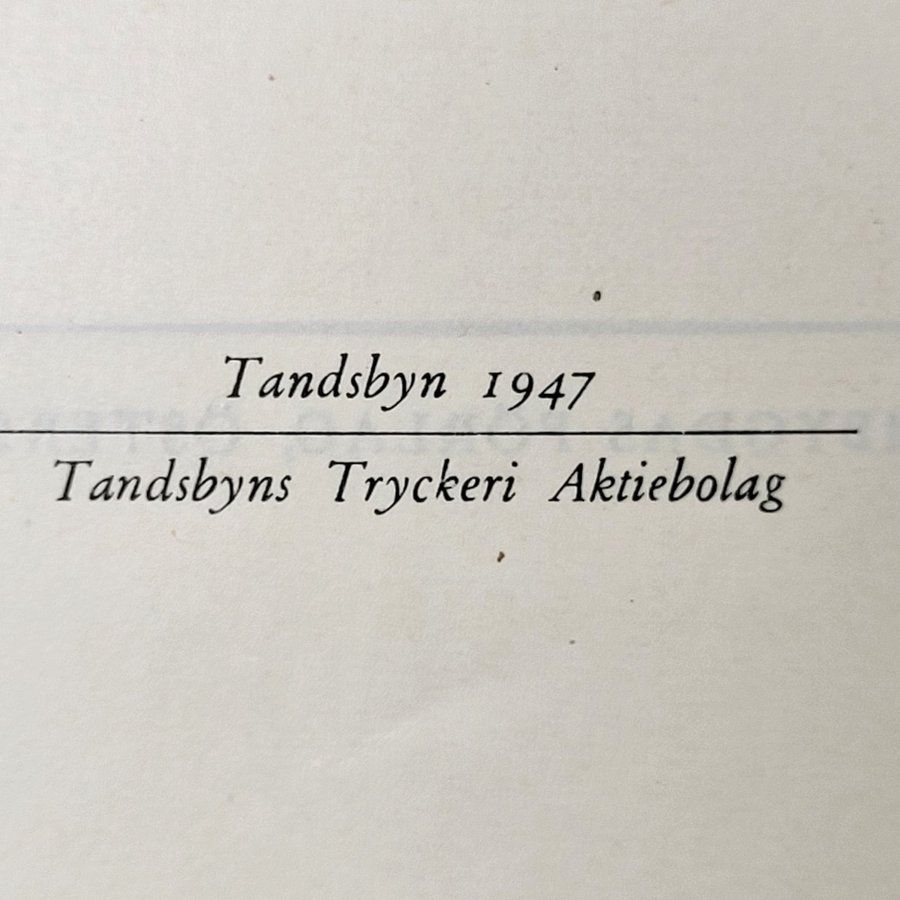 Tandsbyn 1947
Tandsbyns Tryckeri Aktiebolag